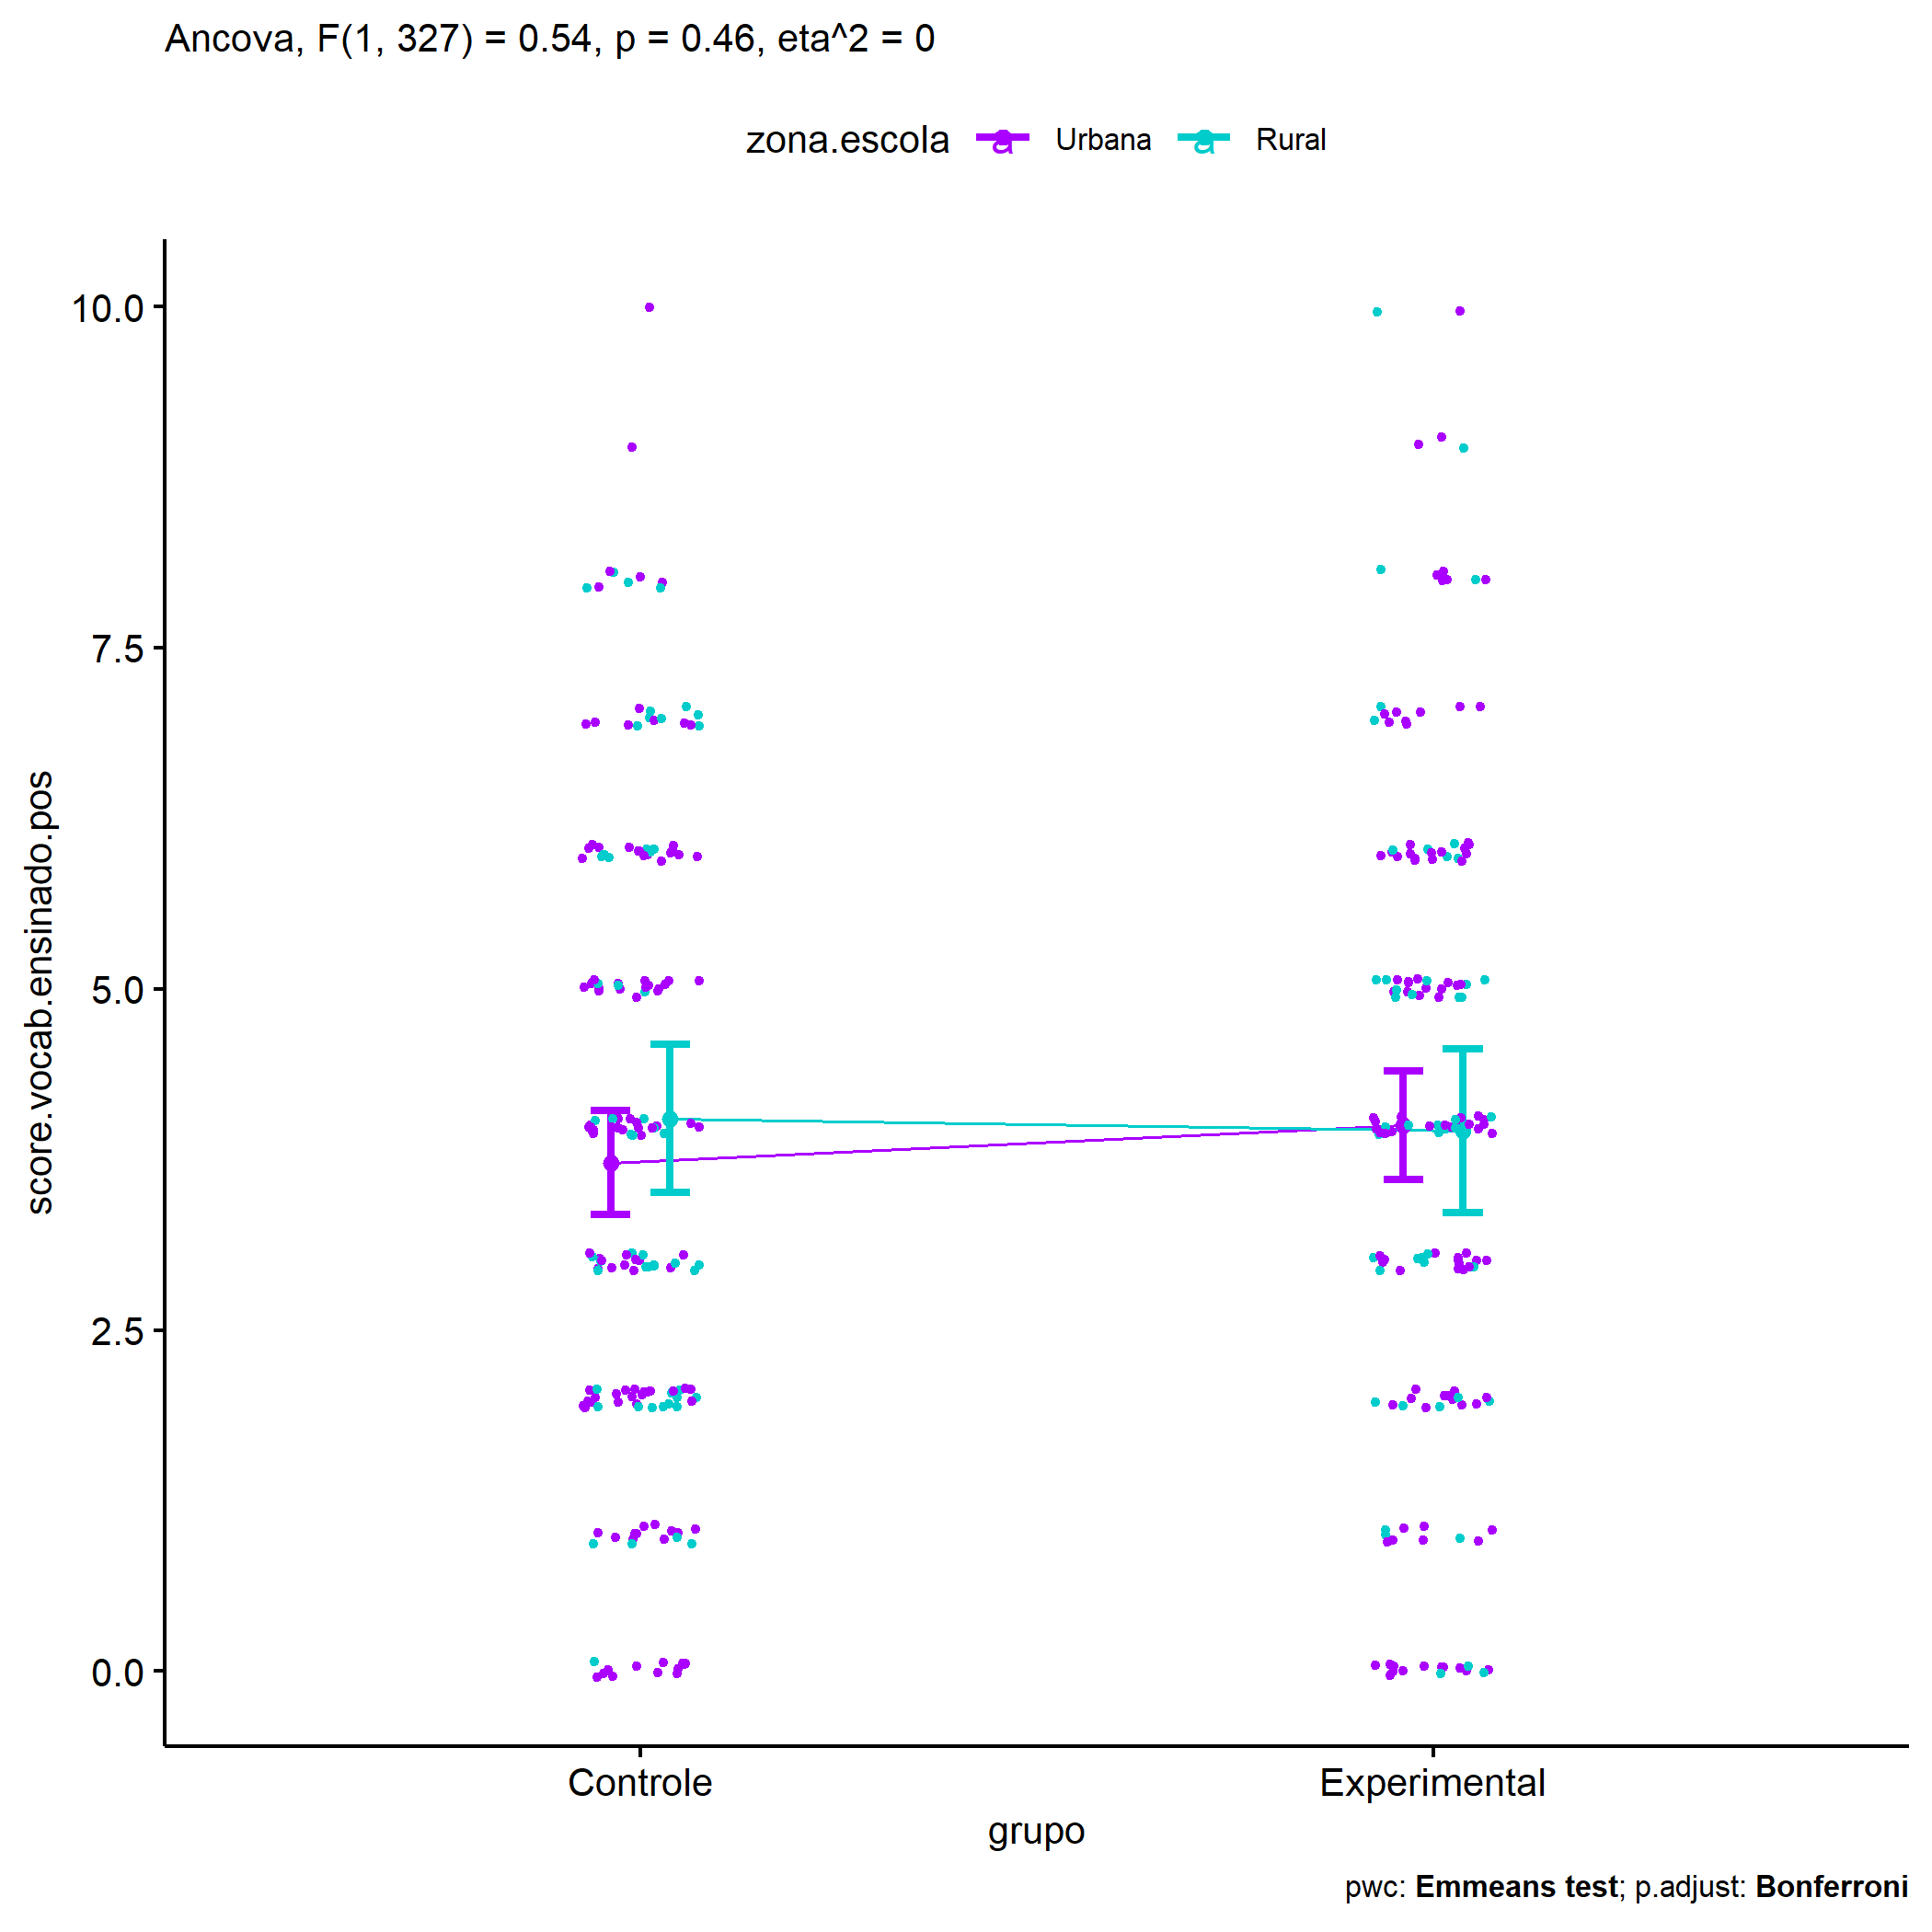 Ancova, F(1, 327) = 0.54, p = 0.46, eta^2 = 0
zona.escola a Urbana a Rural
10.0
7.5
5.0
2.5
0.0
score.vocab.ensinado.pos
Controle Experimental
grupo
pwc: Emmeans test; p.adjust: Bonferroni